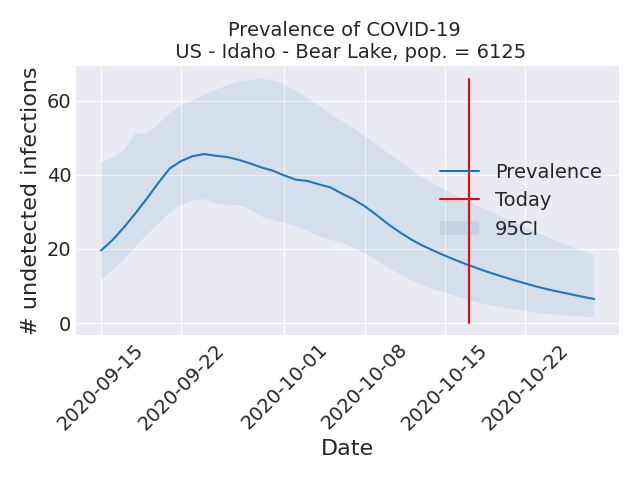 Prevalence of COVID-19
US - Idaho - Bear Lake, pop. = 6125
# undetected infections
60
40
20
0
Prevalence
Today
95CI
2020-09-15
2020-09-22
2020-10-01
2020-10-08
2020-10-15
2020-10-22
Date